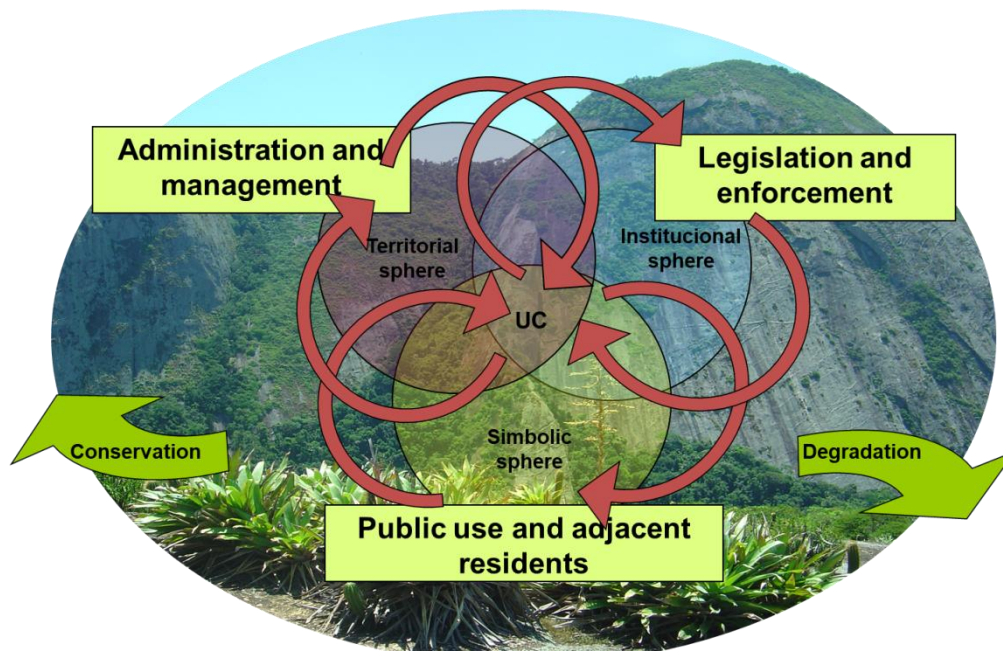 Administration and
management
Legislation and
enforcement
Territorial
sphere
Institucional
sphere
UC
Simbolic
sphere
Conservation
Degradation
Public use and adjacent
residents